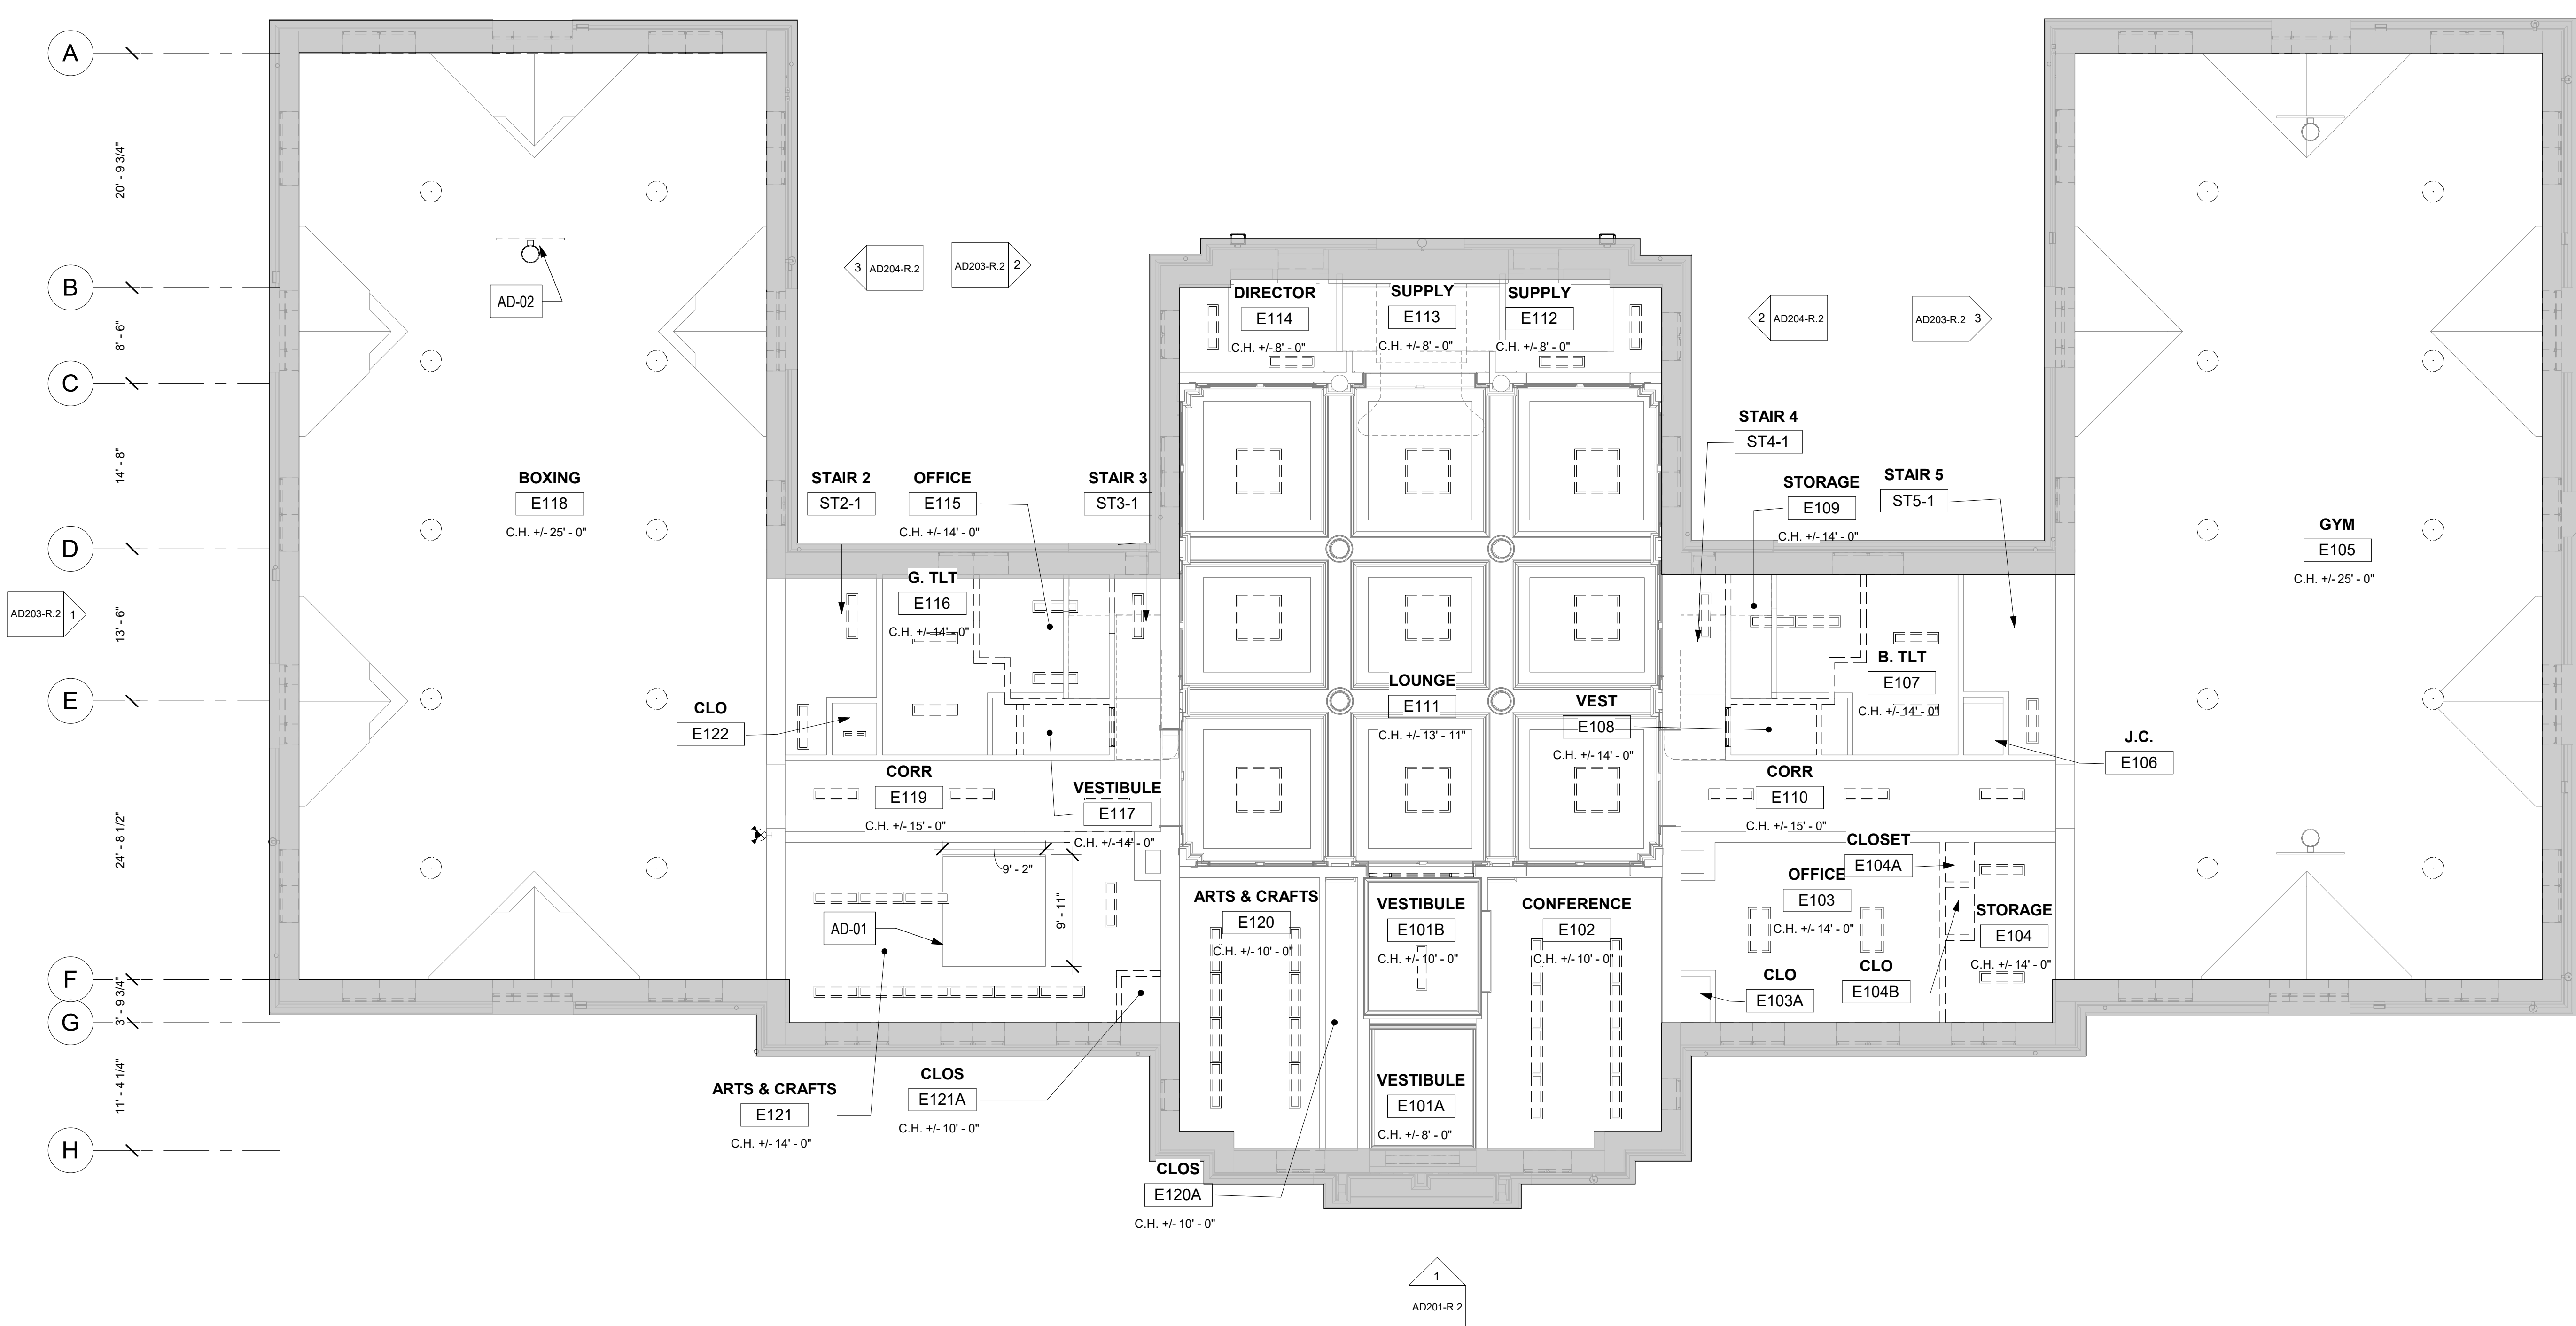 A
20' - 9 3/4"
B
8' - 6"
C
14' - 8"
D
13' - 6"
E
24' - 8 1/2"
F
3' - 9 3/4"
G
11' - 4 1/4"
H
AD203-R.2 1
AD-02
BOXING
E118
C.H. +/- 25' - 0"
3 AD204-R.2
AD203-R.2 2
STAIR 2
ST2-1
OFFICE
E115
C.H. +/- 14' - 0"
STAIR 3
ST3-1
G. TLT
E116
C.H. +/- 14' - 0"
CLO
E122
CORR
E119
C.H. +/- 15' - 0"
VESTIBULE
E117
C.H. +/- 14' - 0"
9' - 2"
9' - 11"
AD-01
ARTS & CRAFTS
E121
C.H. +/- 14' - 0"
CLOS
E121A
C.H. +/- 10' - 0"
DIRECTOR
E114
C.H. +/- 8' - 0"
SUPPLY
E113
C.H. +/- 8' - 0"
SUPPLY
E112
C.H. +/- 8' - 0"
LOUNGE
E111
C.H. +/- 13' - 11"
VEST
E108
C.H. +/- 14' - 0"
ARTS & CRAFTS
E120
C.H. +/- 10' - 0"
VESTIBULE
E101B
C.H. +/- 10' - 0"
CONFERENCE
E102
C.H. +/- 10' - 0"
VESTIBULE
E101A
C.H. +/- 8' - 0"
CLOS
E120A
C.H. +/- 10' - 0"
2 AD204-R.2
AD203-R.2 3
STAIR 4
ST4-1
STORAGE
E109
C.H. +/- 14' - 0"
STAIR 5
ST5-1
B. TLT
E107
C.H. +/- 14' - 0"
J.C.
E106
CORR
E110
C.H. +/- 15' - 0"
CLOSET
E104A
OFFICE
E103
C.H. +/- 14' - 0"
STORAGE
E104
C.H. +/- 14' - 0"
CLO
E104B
CLO
E103A
GYM
E105
C.H. +/- 25' - 0"
1
AD201-R.2